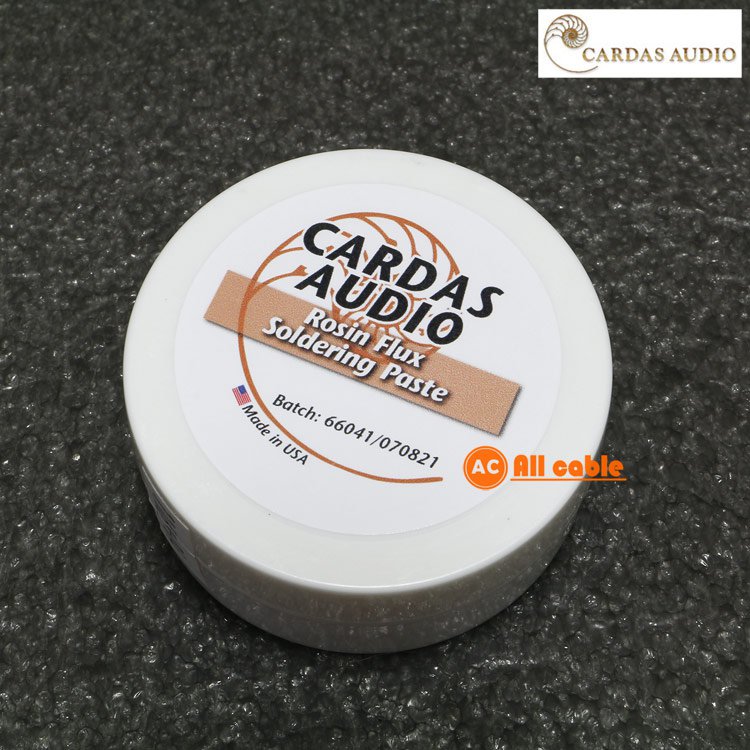 CARDAS AUDIO
CARDAS
AUDIO
Rosin Flux
Soldering Paste
Batch: 66041/070821
Made in USA
AC All cable